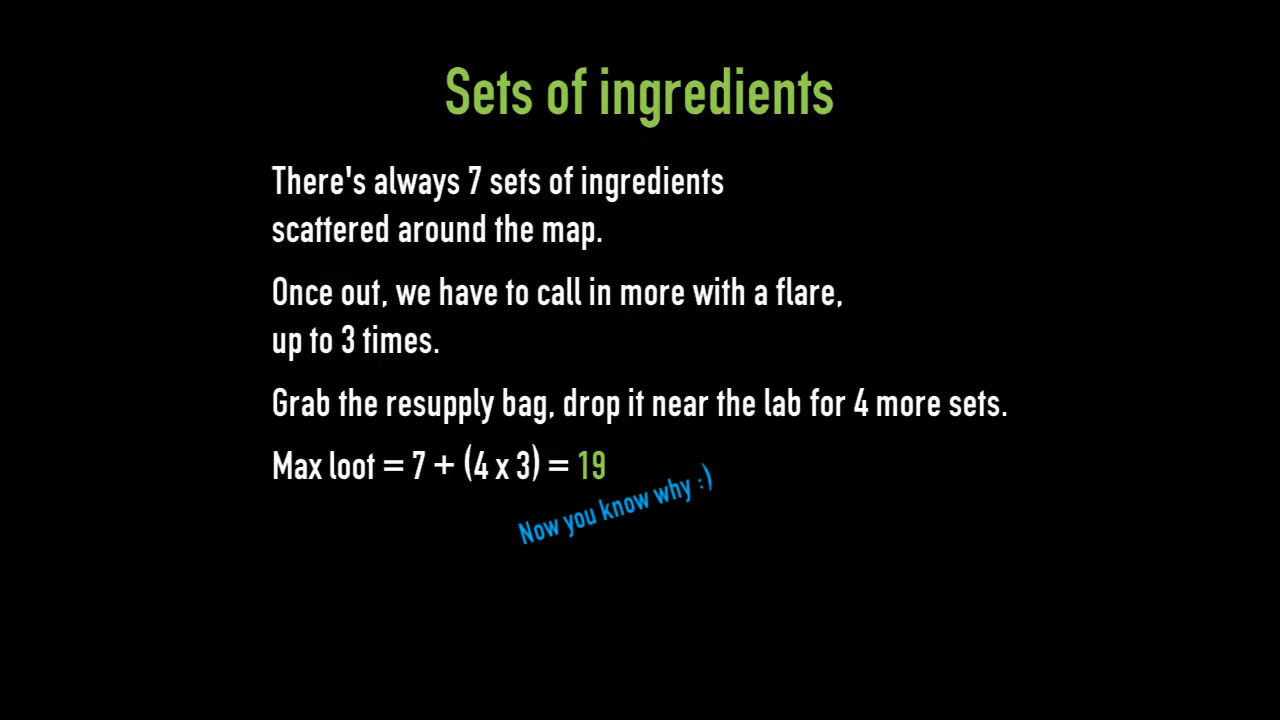 Sets of ingredients
There's always 7 sets of ingredients
scattered around the map.
Once out, we have to call in more with a flare,
up to 3 times.
Grab the resupply bag, drop it near the lab for 4 more sets.
Max loot = 7 + (4 x 3) = 19
Now you know why :)